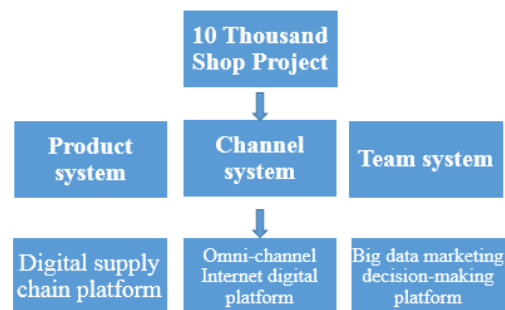 10 Thousand
Shop Project
Product
system
Channel
system
Team system
Digital supply
chain platform
Omni-channel
Internet digital
platform
Big data marketing
decision-making
platform